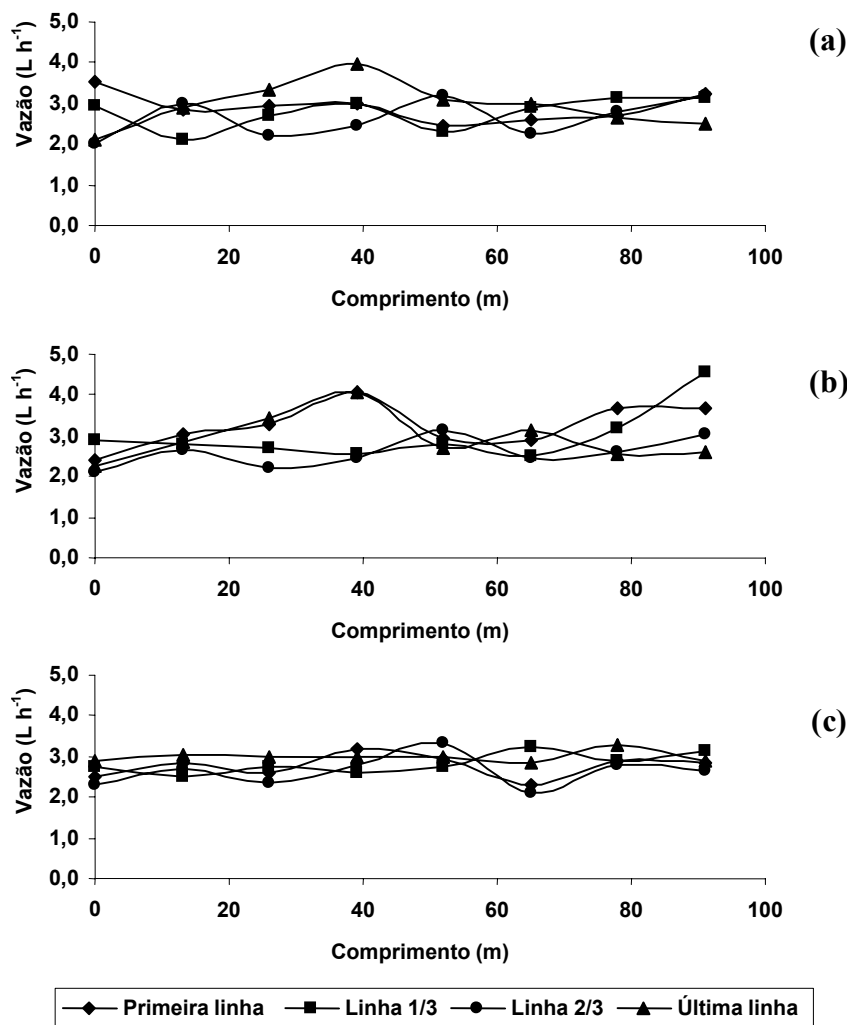 (a)
Vazão (L h⁻¹)
5,0
4,0
3,0
2,0
1,0
0,0
0 20 40 60 80 100
Comprimento (m)
(b)
Vazão (L h⁻¹)
5,0
4,0
3,0
2,0
1,0
0,0
0 20 40 60 80 100
Comprimento (m)
(c)
Vazão (L h⁻¹)
5,0
4,0
3,0
2,0
1,0
0,0
0 20 40 60 80 100
Comprimento (m)
Primeira linha Linha 1/3 Linha 2/3 Última linha